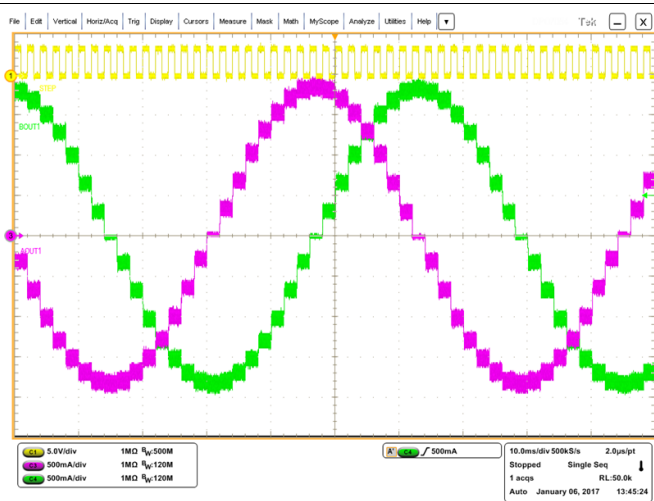 File Edit Vertical Horiz/Acq Trig Display Cursors Measure Mask Math MyScope Analyze Utilities Help Tek X
1
STEP
BOUT1
3
AOUT1
C1 5.0V/div 1MΩ BW:500M
C3 500mA/div 1MΩ BW:120M
C4 500mA/div 1MΩ BW:120M
A' C4 500mA
10.0ms/div 500kS/s 2.0µs/pt
Stopped Single Seq
1 acqs RL:50.0k
Auto January 06, 2017 13:45:24